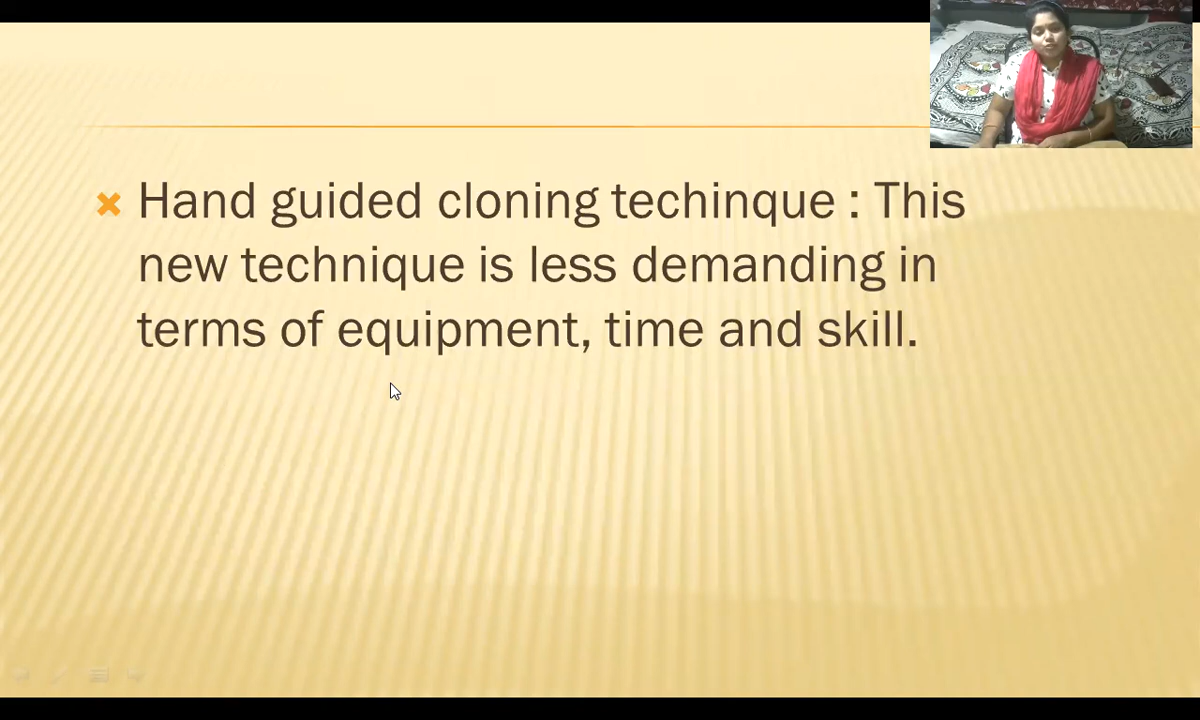 Hand guided cloning techinque : This
new technique is less demanding in
terms of equipment, time and skill.